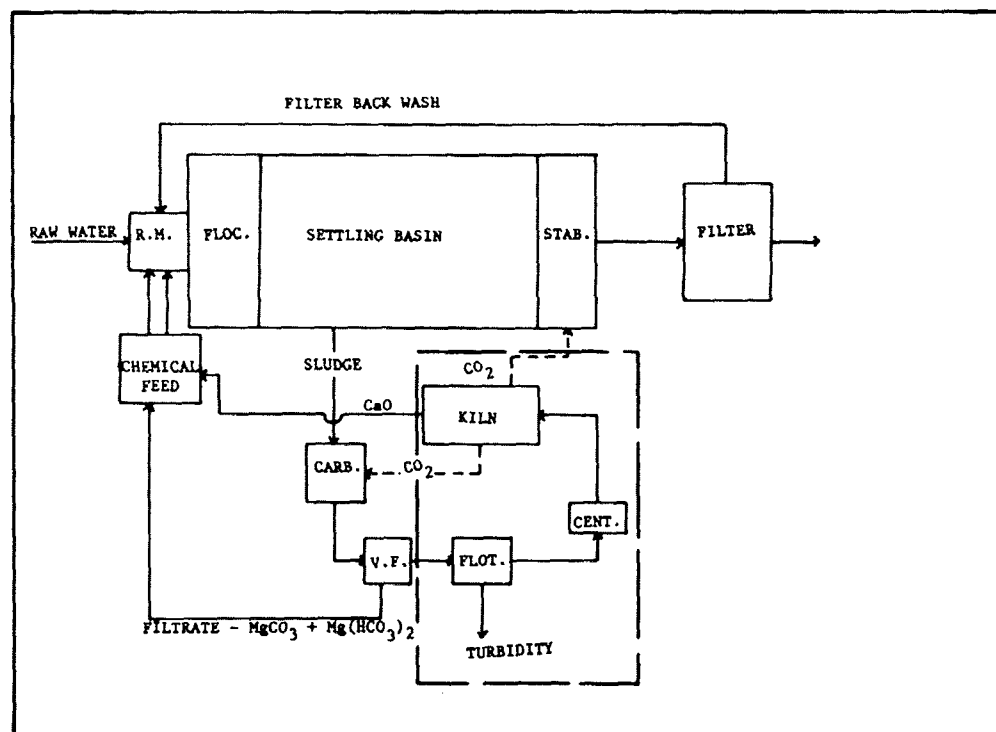 FILTER BACK WASH
RAW WATER
R.M.
FLOC.
SETTLING BASIN
STAB.
FILTER
CHEMICAL
FEED
SLUDGE
CO2
CaO
KILN
CARB.
CO2
CENT.
V.F.
FLOT.
FILTRATE - MgCO3 + Mg(HCO3)2
TURBIDITY